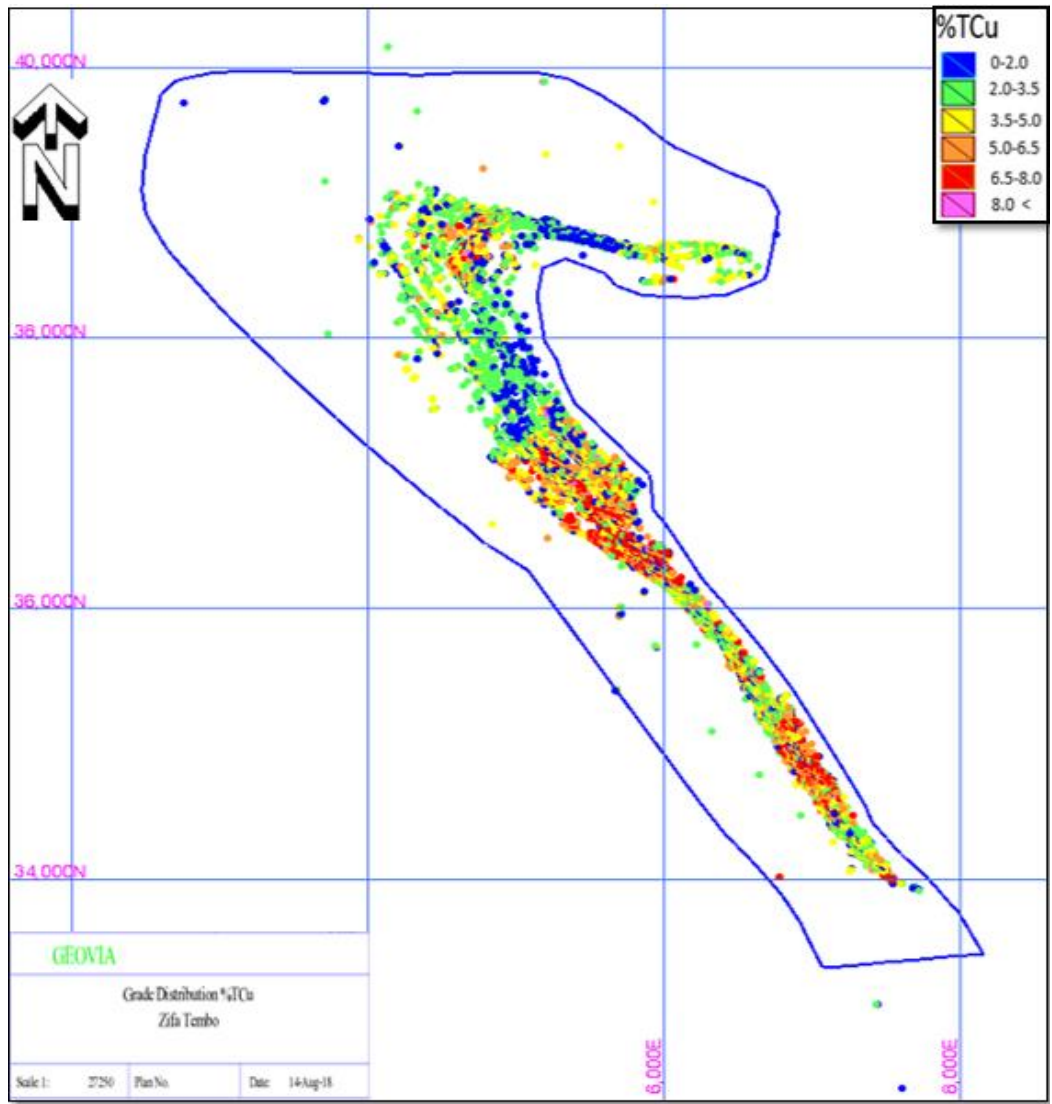 %TCu
0-2.0
2.0-3.5
3.5-5.0
5.0-6.5
6.5-8.0
8.0 <
40,000N
N
38,000N
36,000N
34,000N
6,000E
8,000E
GEOVIA
Grade Distribution %TCu
Zifa Tembo
Scale 1: 27250 Plan No. Date: 14-Aug-18